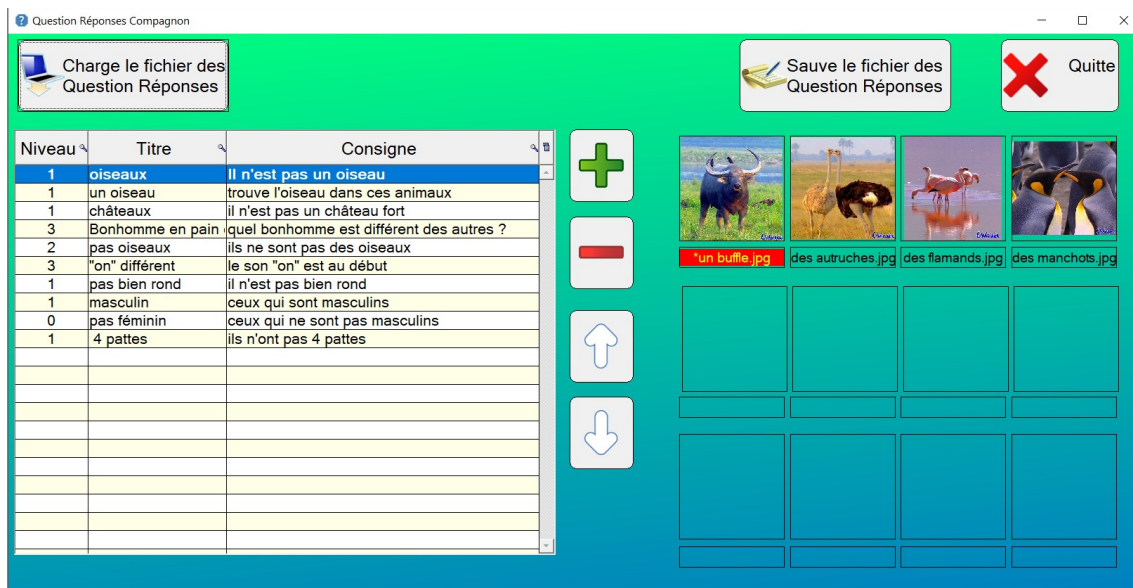 Question Réponses Compagnon
Charge le fichier des
Question Réponses
Sauve le fichier des
Question Réponses
Quitte
Niveau Titre Consigne
1 oiseaux Il n'est pas un oiseau
1 un oiseau trouve l'oiseau dans ces animaux
1 châteaux il n'est pas un château fort
3 Bonhomme en pain quel bonhomme est différent des autres ?
2 pas oiseaux ils ne sont pas des oiseaux
3 "on" différent le son "on" est au début
1 pas bien rond il n'est pas bien rond
1 masculin ceux qui sont masculins
0 pas féminin ceux qui ne sont pas masculins
1 4 pattes ils n'ont pas 4 pattes
*un buffle.jpg des autruches.jpg des flamands.jpg des manchots.jpg